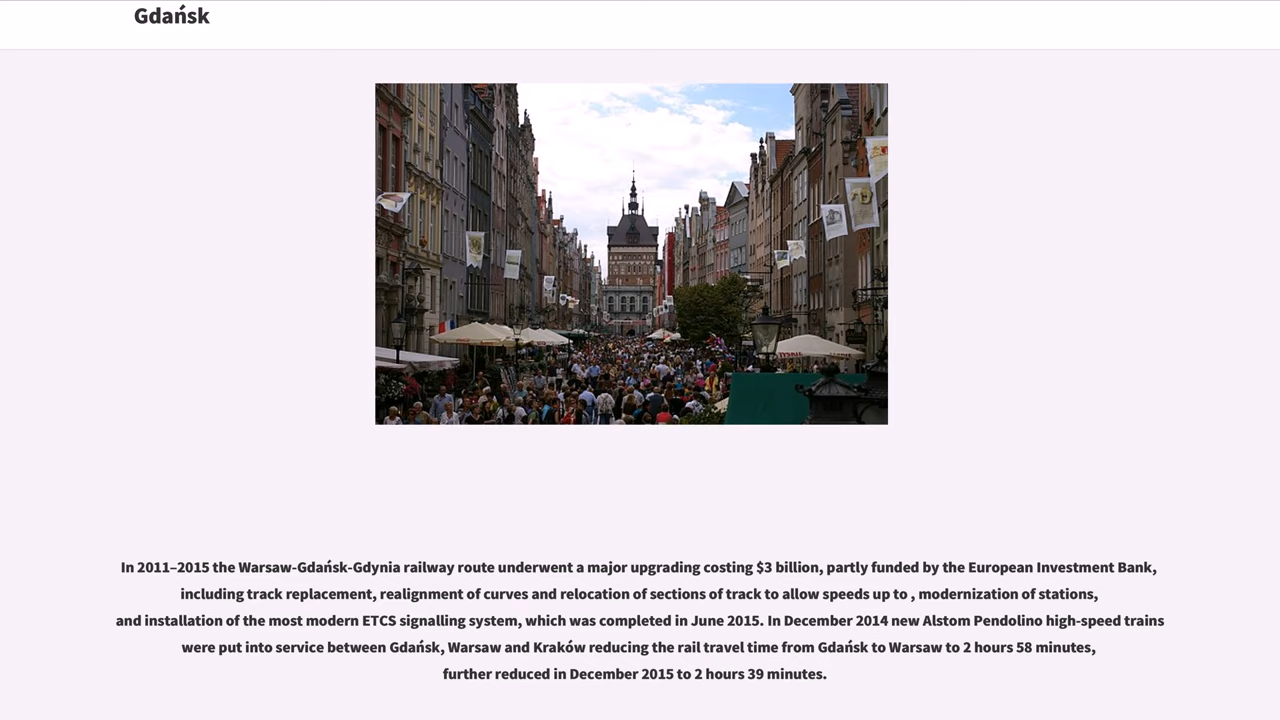 Gdańsk
In 2011–2015 the Warsaw-Gdańsk-Gdynia railway route underwent a major upgrading costing $3 billion, partly funded by the European Investment Bank,
including track replacement, realignment of curves and relocation of sections of track to allow speeds up to , modernization of stations,
and installation of the most modern ETCS signalling system, which was completed in June 2015. In December 2014 new Alstom Pendolino high-speed trains
were put into service between Gdańsk, Warsaw and Kraków reducing the rail travel time from Gdańsk to Warsaw to 2 hours 58 minutes,
further reduced in December 2015 to 2 hours 39 minutes.